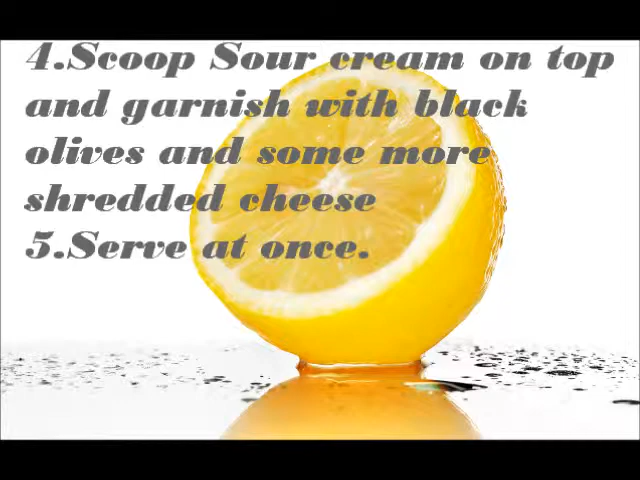 4.Scoop Sour cream on top
and garnish with black
olives and some more
shredded cheese
5.Serve at once.